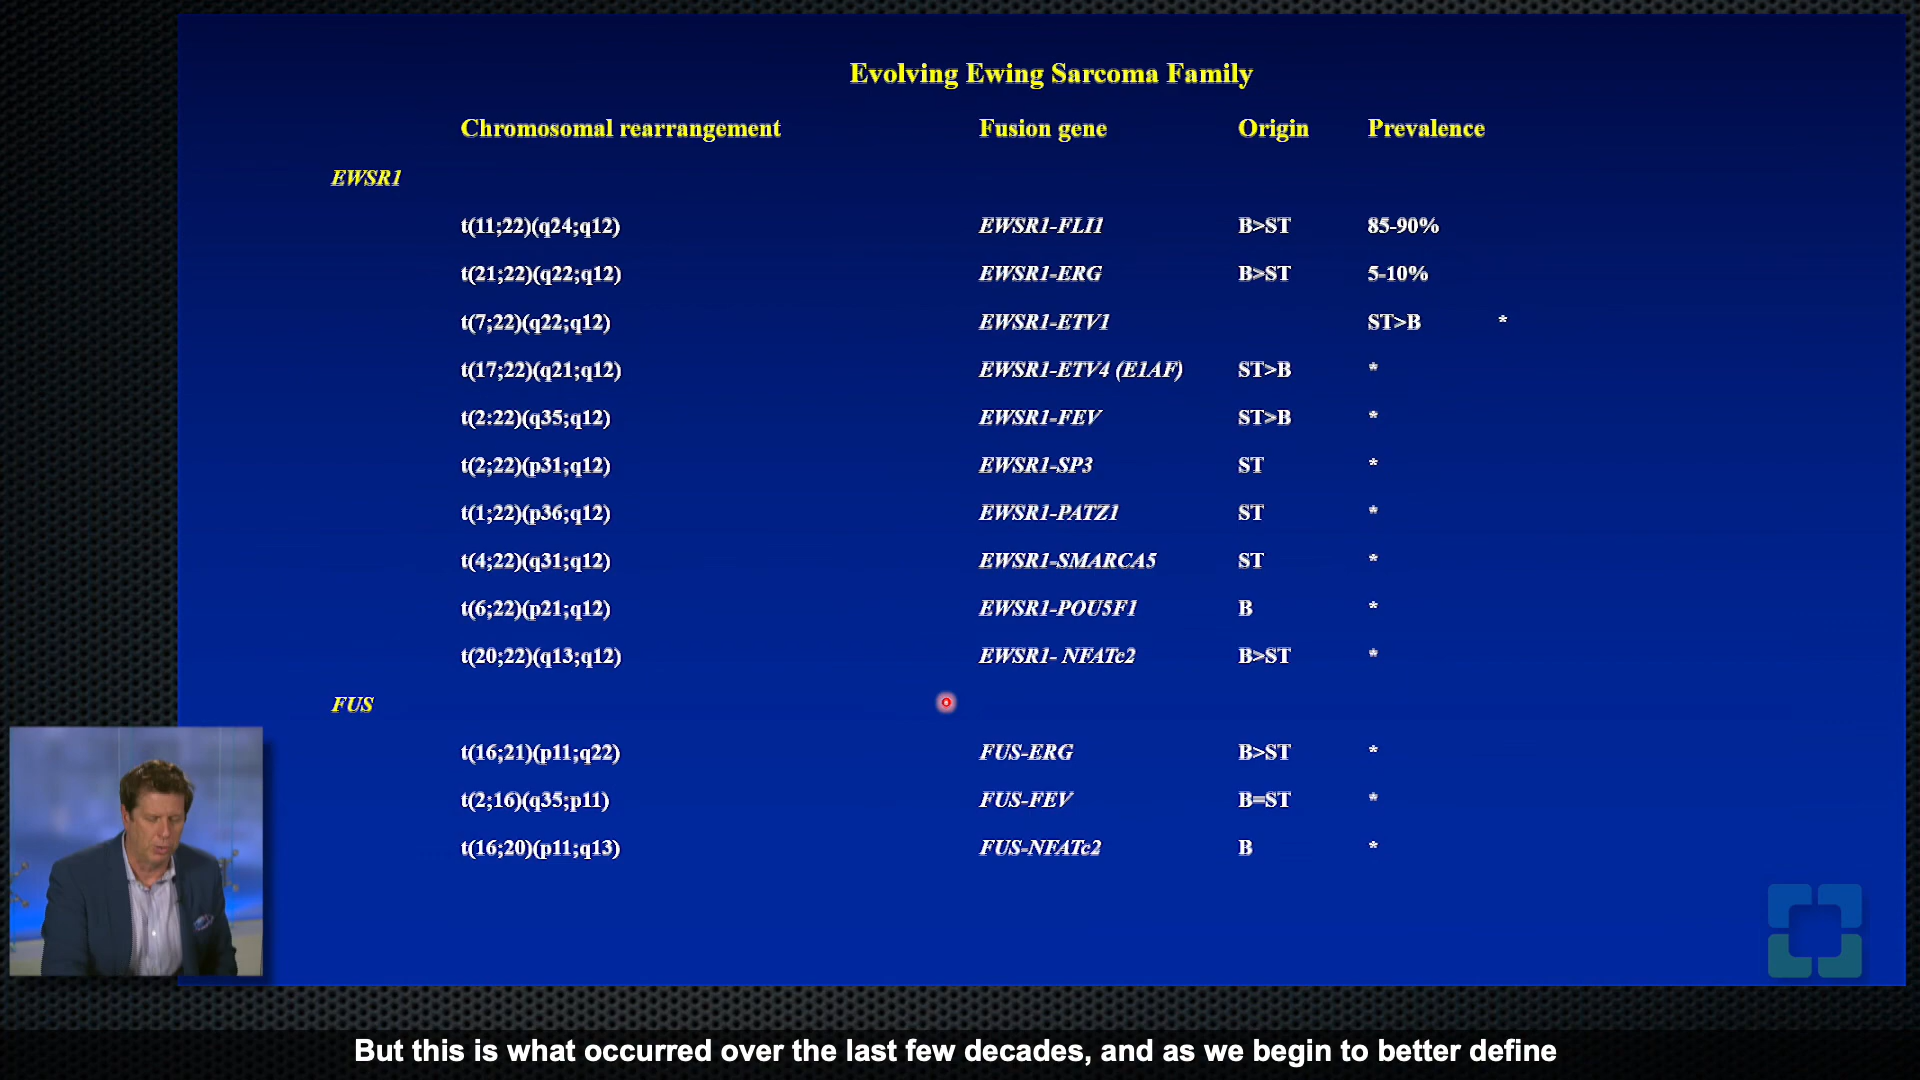 Evolving Ewing Sarcoma Family
Chromosomal rearrangement Fusion gene Origin Prevalence
EWSR1
t(11;22)(q24;q12) EWSR1-FLI1 B>ST 85-90%
t(21;22)(q22;q12) EWSR1-ERG B>ST 5-10%
t(7;22)(q22;q12) EWSR1-ETV1 ST>B *
t(17;22)(q21;q12) EWSR1-ETV4 (E1AF) ST>B *
t(2:22)(q35;q12) EWSR1-FEV ST>B *
t(2;22)(p31;q12) EWSR1-SP3 ST *
t(1;22)(p36;q12) EWSR1-PATZ1 ST *
t(4;22)(q31;q12) EWSR1-SMARCA5 ST *
t(6;22)(p21;q12) EWSR1-POU5F1 B *
t(20;22)(q13;q12) EWSR1- NFATc2 B>ST *
FUS
t(16;21)(p11;q22) FUS-ERG B>ST *
t(2;16)(q35;p11) FUS-FEV B=ST *
t(16;20)(p11;q13) FUS-NFATc2 B *
But this is what occurred over the last few decades, and as we begin to better define